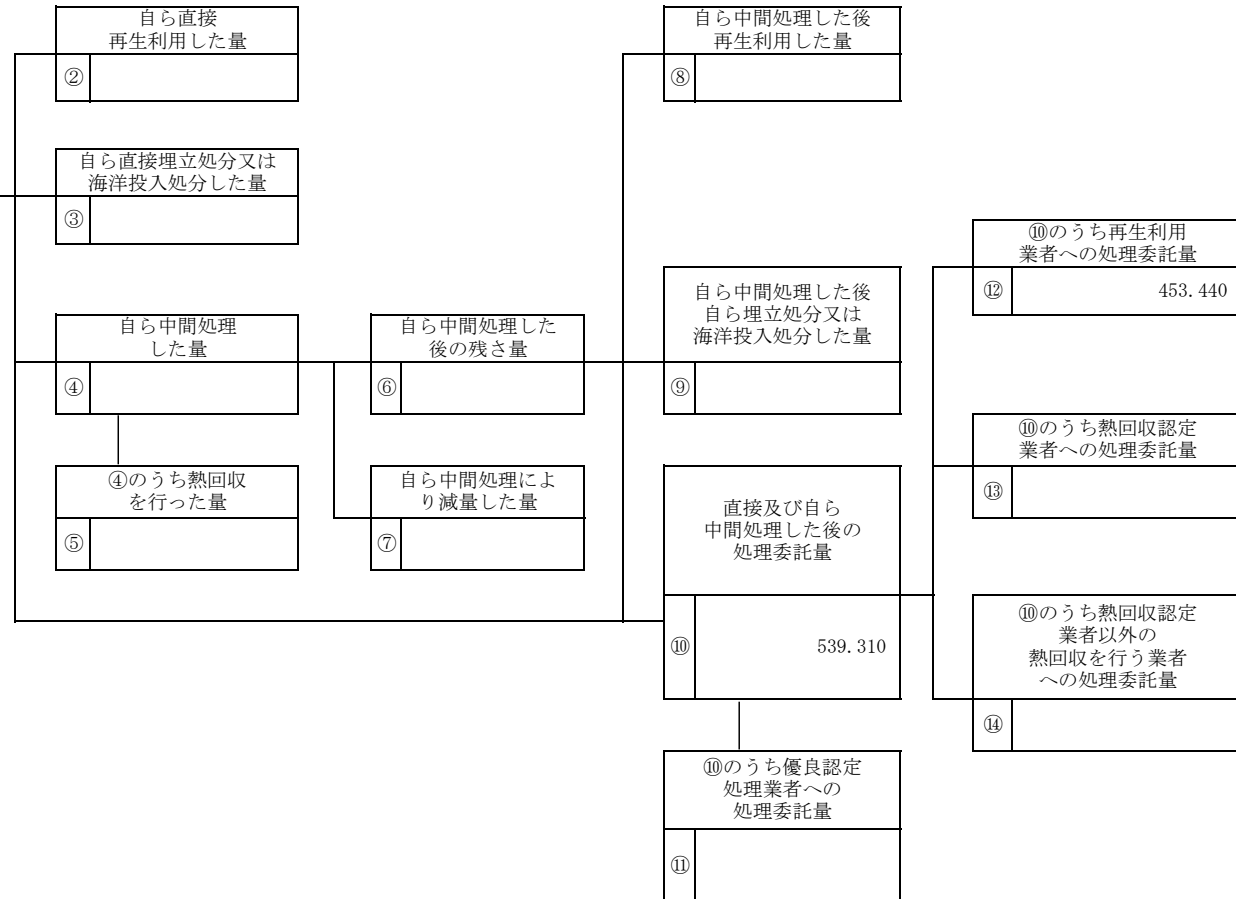 自ら直接
再生利用した量
②
自ら中間処理した後
再生利用した量
⑧
自ら直接埋立処分又は
海洋投入処分した量
③
⑩のうち再生利用
業者への処理委託量
⑫
453.440
自ら中間処理した後
自ら埋立処分又は
海洋投入処分した量
⑨
自ら中間処理
した量
④
自ら中間処理した
後の残さ量
⑥
⑩のうち熱回収認定
業者への処理委託量
⑬
④のうち熱回収
を行った量
⑤
自ら中間処理によ
り減量した量
⑦
直接及び自ら
中間処理した後の
処理委託量
⑩
539.310
⑩のうち熱回収認定
業者以外の
熱回収を行う業者
への処理委託量
⑭
⑩のうち優良認定
処理業者への
処理委託量
⑪